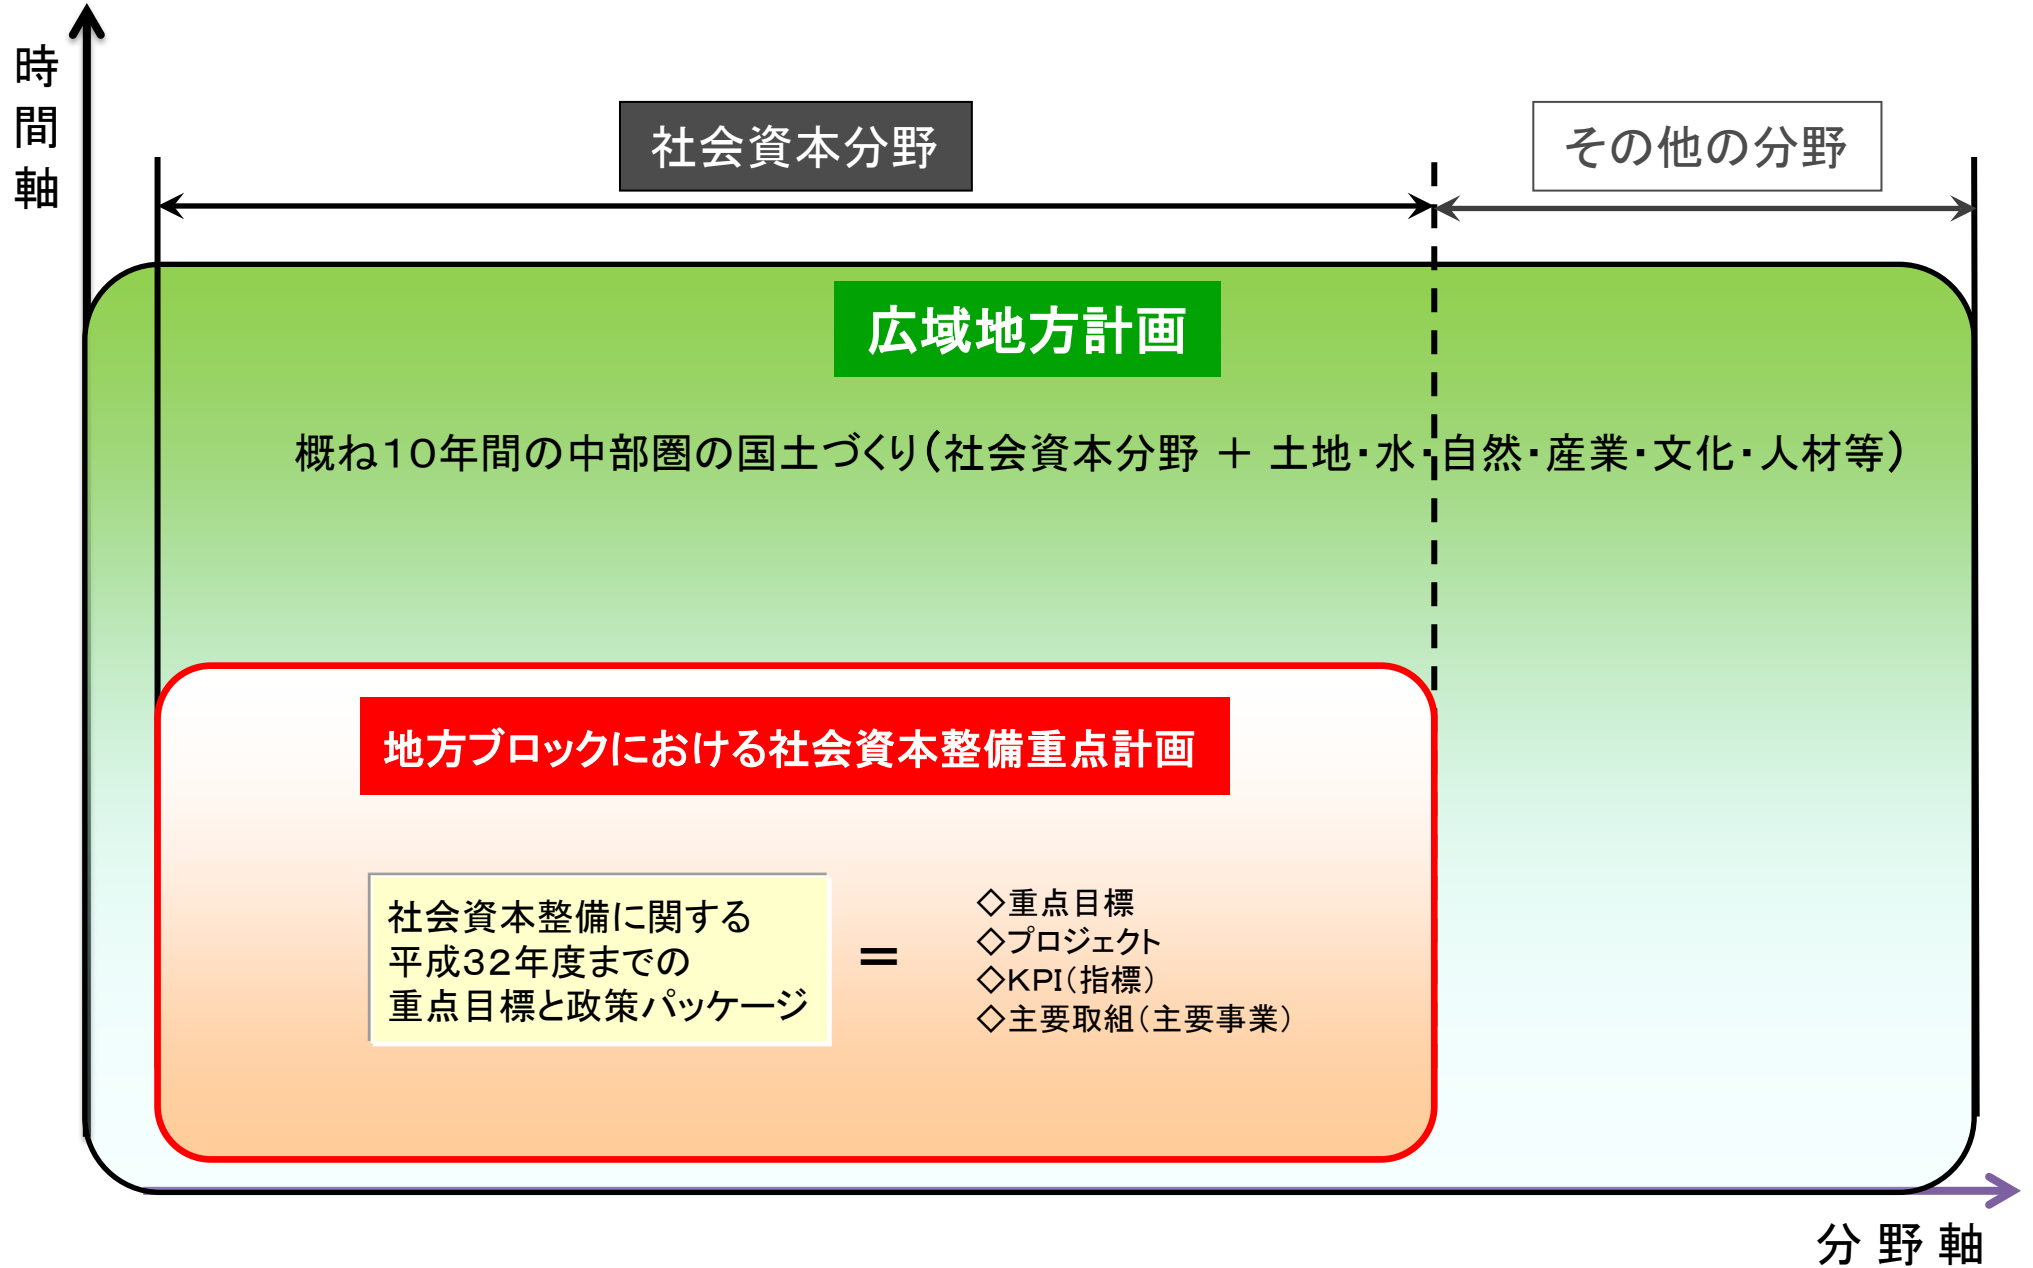 時間軸
社会資本分野
その他の分野
広域地方計画
概ね１０年間の中部圏の国土づくり（社会資本分野 ＋ 土地・水・自然・産業・文化・人材等）
地方ブロックにおける社会資本整備重点計画
社会資本整備に関する
平成３２年度までの
重点目標と政策パッケージ
＝
◇重点目標
◇プロジェクト
◇KPI（指標）
◇主要取組（主要事業）
分野軸